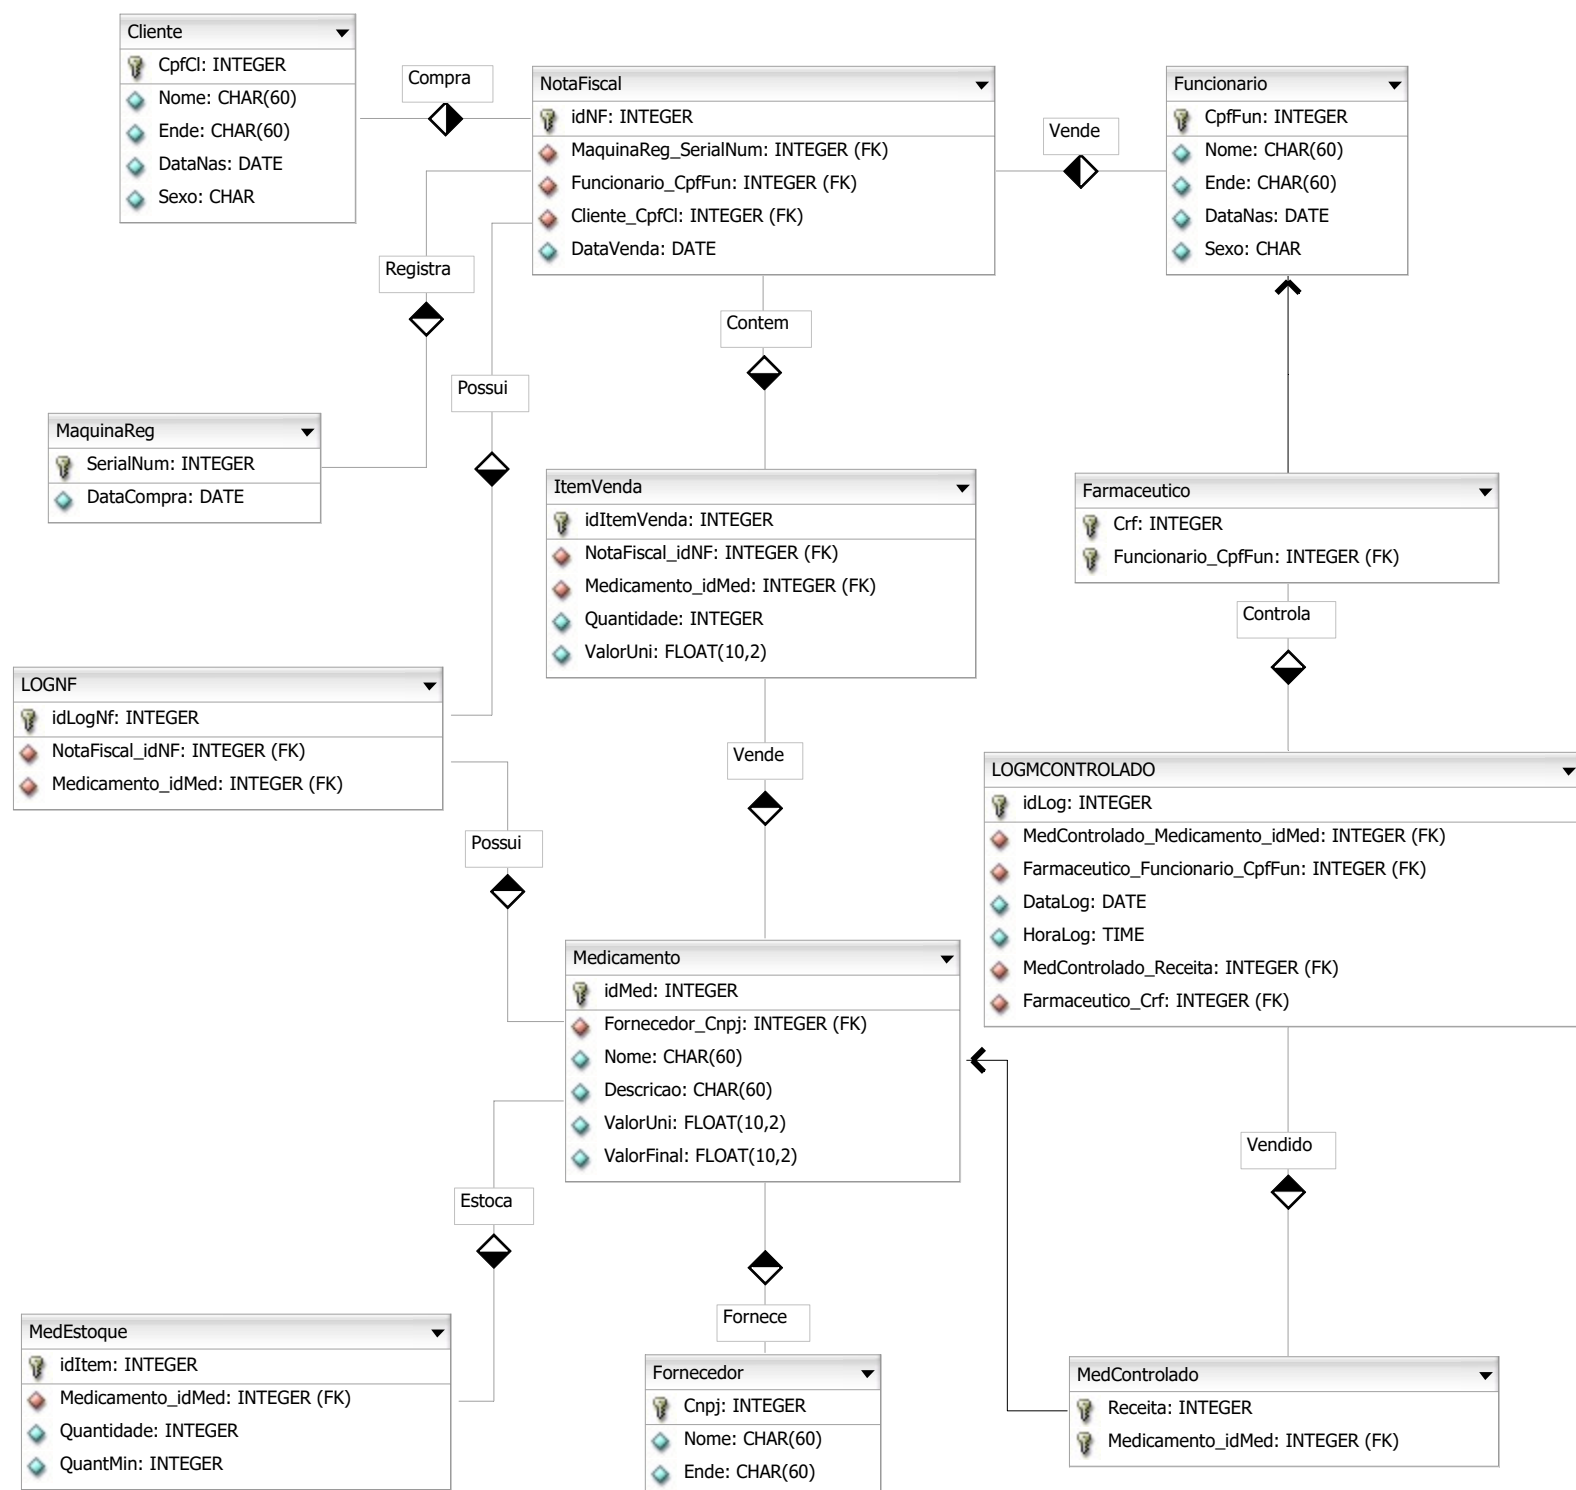 Cliente
CpfCl: INTEGER
Nome: CHAR(60)
Ende: CHAR(60)
DataNas: DATE
Sexo: CHAR
Compra
NotaFiscal
idNF: INTEGER
MaquinaReg_SerialNum: INTEGER (FK)
Funcionario_CpfFun: INTEGER (FK)
Cliente_CpfCl: INTEGER (FK)
DataVenda: DATE
Vende
Funcionario
CpfFun: INTEGER
Nome: CHAR(60)
Ende: CHAR(60)
DataNas: DATE
Sexo: CHAR
Registra
Contem
Possui
MaquinaReg
SerialNum: INTEGER
DataCompra: DATE
ItemVenda
idItemVenda: INTEGER
NotaFiscal_idNF: INTEGER (FK)
Medicamento_idMed: INTEGER (FK)
Quantidade: INTEGER
ValorUni: FLOAT(10,2)
Farmaceutico
Crf: INTEGER
Funcionario_CpfFun: INTEGER (FK)
Controla
LOGNF
idLogNf: INTEGER
NotaFiscal_idNF: INTEGER (FK)
Medicamento_idMed: INTEGER (FK)
Vende
LOGMCONTROLADO
idLog: INTEGER
MedControlado_Medicamento_idMed: INTEGER (FK)
Farmaceutico_Funcionario_CpfFun: INTEGER (FK)
DataLog: DATE
HoraLog: TIME
MedControlado_Receita: INTEGER (FK)
Farmaceutico_Crf: INTEGER (FK)
Possui
Medicamento
idMed: INTEGER
Fornecedor_Cnpj: INTEGER (FK)
Nome: CHAR(60)
Descricao: CHAR(60)
ValorUni: FLOAT(10,2)
ValorFinal: FLOAT(10,2)
Vendido
Estoca
Fornece
MedEstoque
idItem: INTEGER
Medicamento_idMed: INTEGER (FK)
Quantidade: INTEGER
QuantMin: INTEGER
Fornecedor
Cnpj: INTEGER
Nome: CHAR(60)
Ende: CHAR(60)
MedControlado
Receita: INTEGER
Medicamento_idMed: INTEGER (FK)